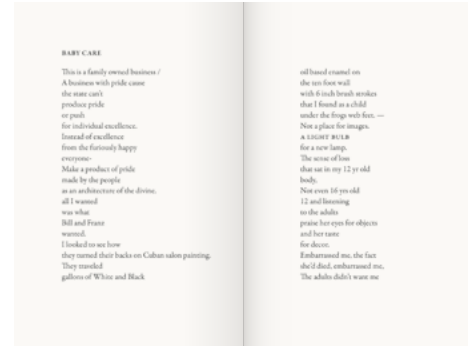 BABY CARE
This is a family owned business /
A business with pride cause
the state can't
produce pride
or push
for individual excellence.
Instead of excellence
from the furiously happy
everyone-
Make a product of pride
made by the people
as an architecture of the divine.
all I wanted
was what
Bill and Franz
wanted.
I looked to see how
they turned their backs on Cuban salon painting.
They traveled
gallons of White and Black
oil based enamel on
the ten foot wall
with 6 inch brush strokes
that I found as a child
under the frogs web feet, —
Not a place for images.
A LIGHT BULB
for a new lamp.
The sense of loss
that sat in my 12 yr old
body.
Not even 16 yrs old
12 and listening
to the adults
praise her eyes for objects
and her taste
for decor.
Embarrassed me, the fact
she'd died, embarrassed me.
The adults didn't want me